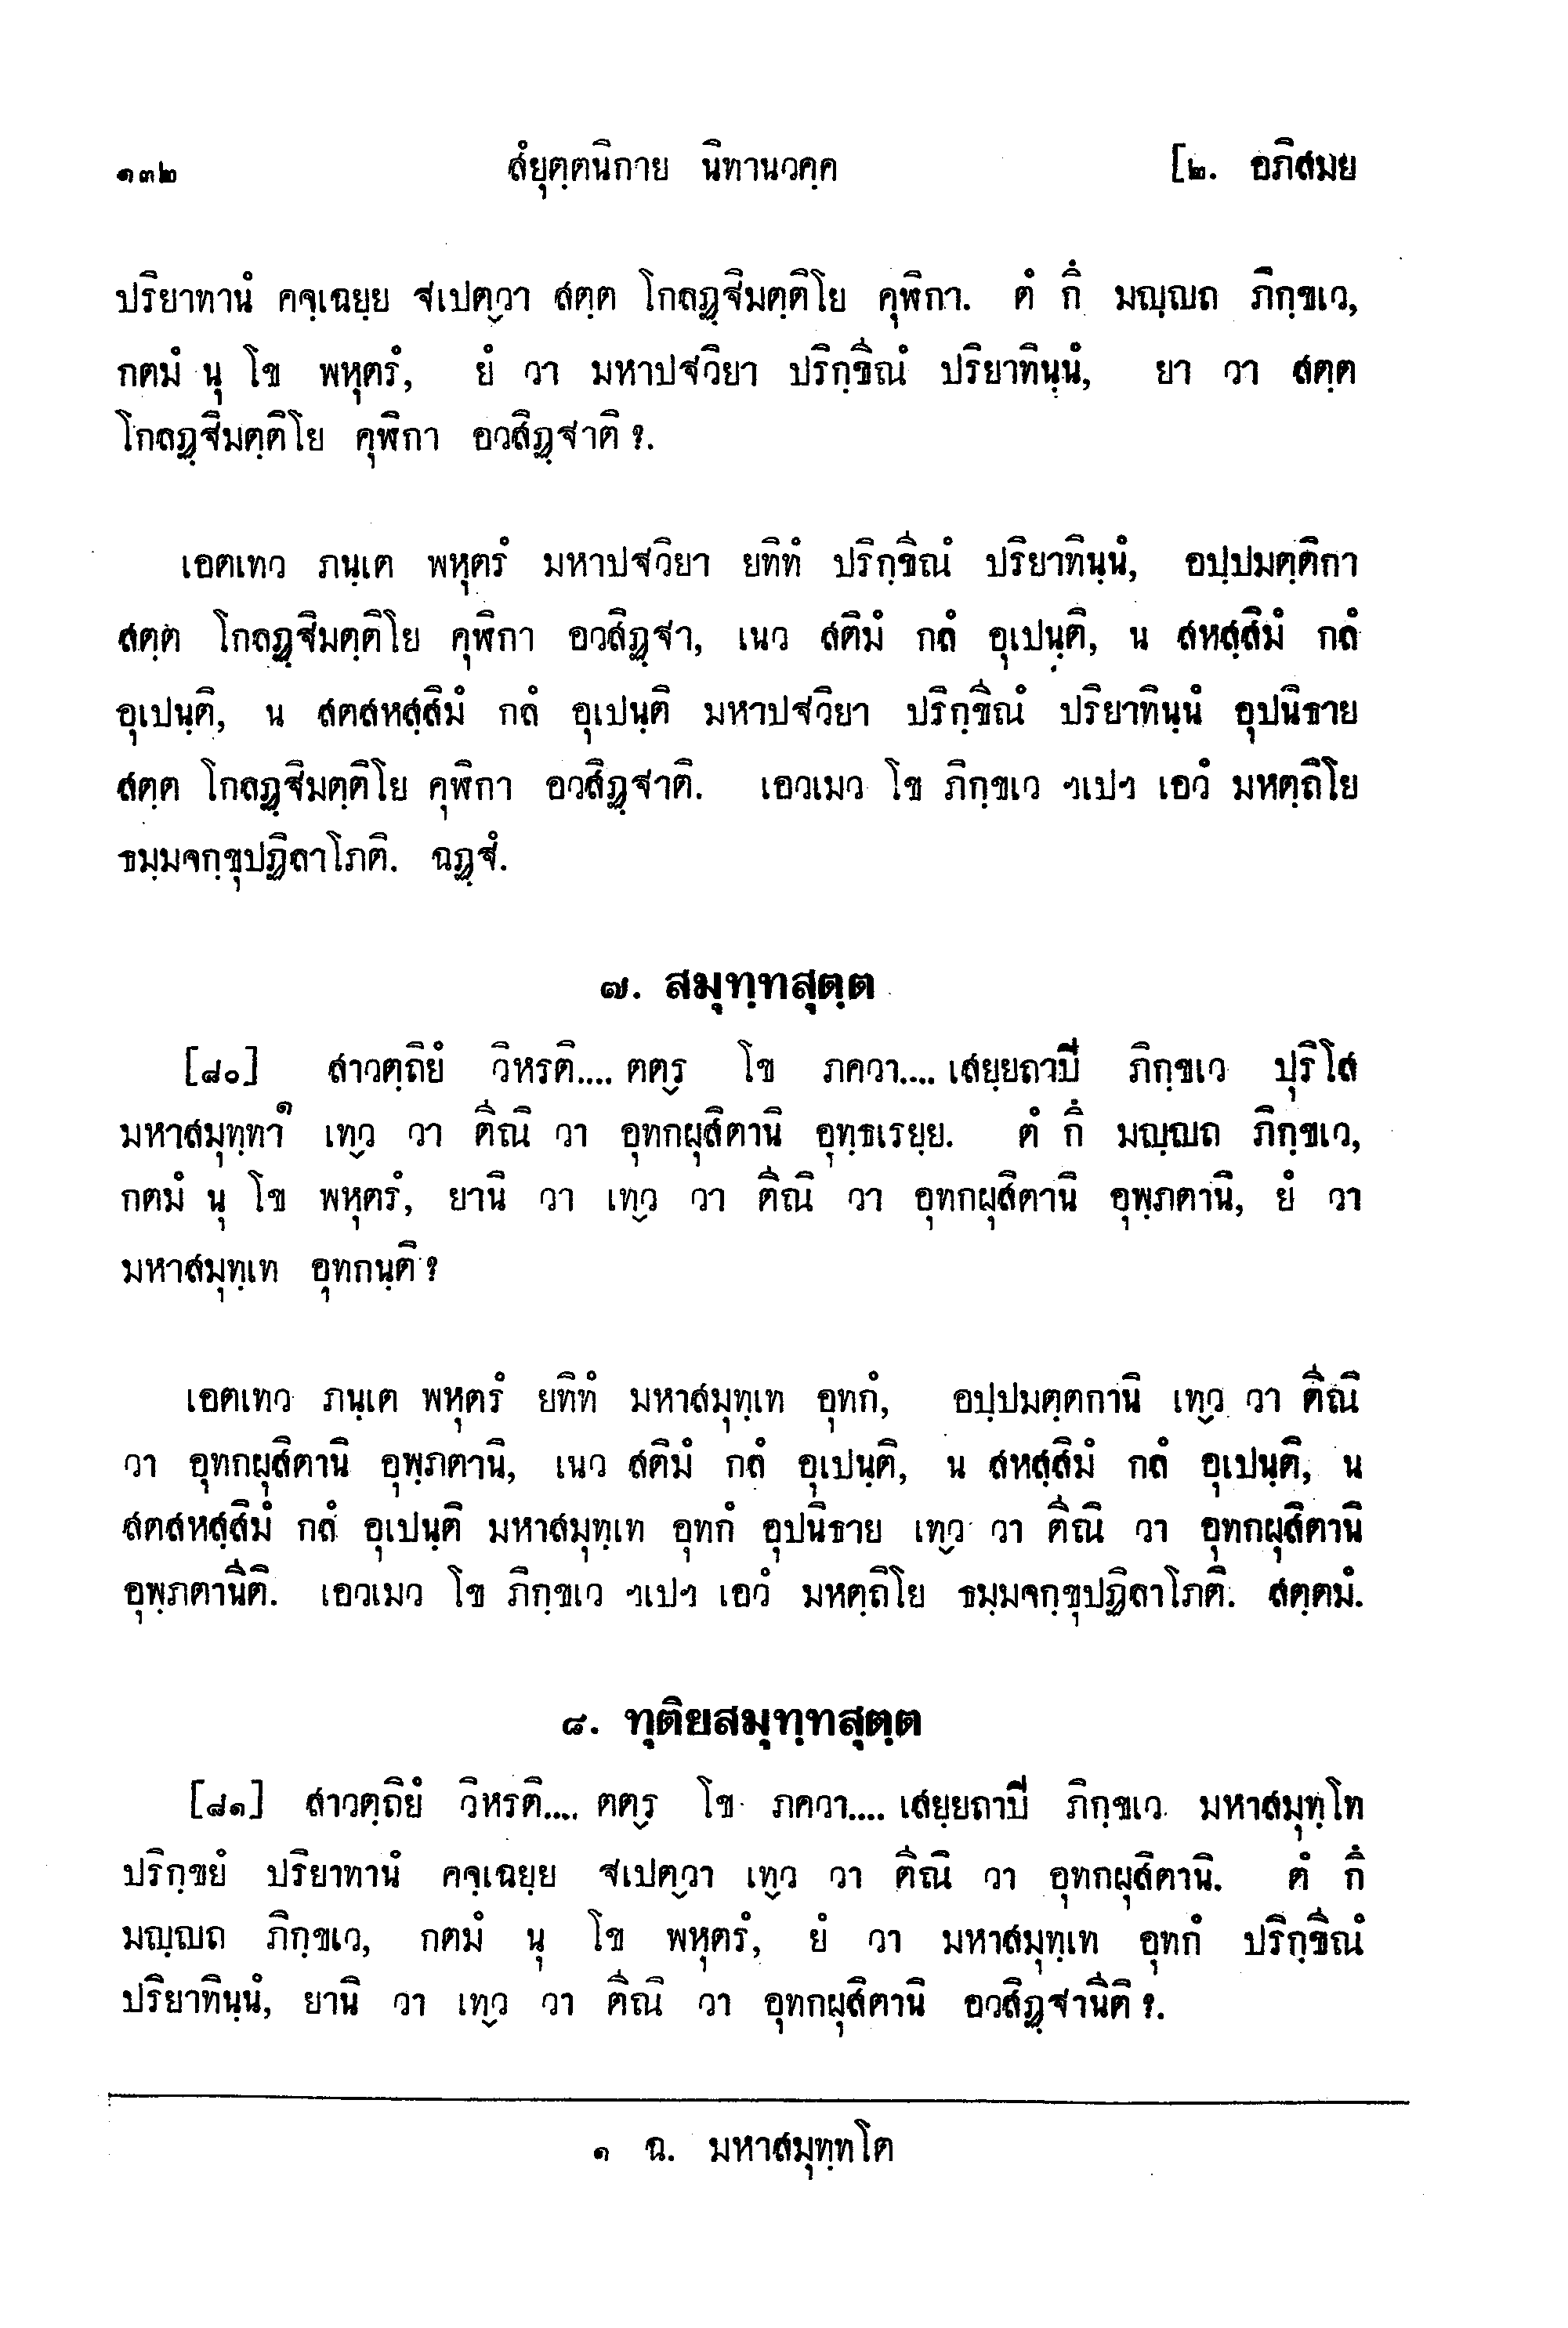 ๑๓๒ สํยุตฺตนิกาย นิทานวคฺค [๒. อภิสมย
ปริยาทานํ คจฺเฉยฺย ฐเปตฺวา สตฺต โกลฏฺฐิมตฺติโย คุฬิกา. ตํ กึ มญฺญถ ภิกฺขเว,
กตมํ นุ โข พหุตรํ, ยํ วา มหาปฐวิยา ปริกฺขีณํ ปริยาทินฺนํ, ยา วา สตฺต
โกลฏฺฐิมตฺติโย คุฬิกา อวสิฏฺฐาติ ?.
เอตเทว ภนฺเต พหุตรํ มหาปฐวิยา ยทิทํ ปริกฺขีณํ ปริยาทินฺนํ, อปฺปมตฺติกา
สตฺต โกลฏฺฐิมตฺติโย คุฬิกา อวสิฏฺฐา, เนว สติมํ กลํ อุเปนฺติ, น สหสฺสิมํ กลํ
อุเปนฺติ, น สตสหสฺสิมํ กลํ อุเปนฺติ มหาปฐวิยา ปริกฺขีณํ ปริยาทินฺนํ อุปนิธาย
สตฺต โกลฏฺฐิมตฺติโย คุฬิกา อวสิฏฺฐาติ. เอวเมว โข ภิกฺขเว ฯเปฯ เอวํ มหตฺถิโย
ธมฺมจกฺขุปฏิลาโภติ. ฉฏฺฐํ.
๗. สมุทฺทสุตฺต
[๘๐] สาวตฺถิยํ วิหรติ.... ตตฺร โข ภควา.... เสยฺยถาปิ ภิกฺขเว ปุริโส
มหาสมุทฺทา๑ เทฺว วา ตีณิ วา อุทกผุสิตานิ อุทฺธเรยฺย. ตํ กึ มญฺญถ ภิกฺขเว,
กตมํ นุ โข พหุตรํ, ยานิ วา เทฺว วา ตีณิ วา อุทกผุสิตานิ อุพฺภตานิ, ยํ วา
มหาสมุทฺเท อุทกนฺติ ?
เอตเทว ภนฺเต พหุตรํ ยทิทํ มหาสมุทฺเท อุทกํ, อปฺปมตฺตกานิ เทฺว วา ตีณิ
วา อุทกผุสิตานิ อุพฺภตานิ, เนว สติมํ กลํ อุเปนฺติ, น สหสฺสิมํ กลํ อุเปนฺติ, น
สตสหสฺสิมํ กลํ อุเปนฺติ มหาสมุทฺเท อุทกํ อุปนิธาย เทฺว วา ตีณิ วา อุทกผุสิตานิ
อุพฺภตานีติ. เอวเมว โข ภิกฺขเว ฯเปฯ เอวํ มหตฺถิโย ธมฺมจกฺขุปฏิลาโภติ. สตฺตมํ.
๘. ทุติยสมุทฺทสุตฺต
[๘๑] สาวตฺถิยํ วิหรติ.... ตตฺร โข ภควา.... เสยฺยถาปิ ภิกฺขเว มหาสมุทฺโท
ปริกฺขยํ ปริยาทานํ คจฺเฉยฺย ฐเปตฺวา เทฺว วา ตีณิ วา อุทกผุสิตานิ. ตํ กึ
มญฺญถ ภิกฺขเว, กตมํ นุ โข พหุตรํ, ยํ วา มหาสมุทฺเท อุทกํ ปริกฺขีณํ
ปริยาทินฺนํ, ยานิ วา เทฺว วา ตีณิ วา อุทกผุสิตานิ อวสิฏฺฐานีติ ?.
๑ ฉ. มหาสมุทฺทโต